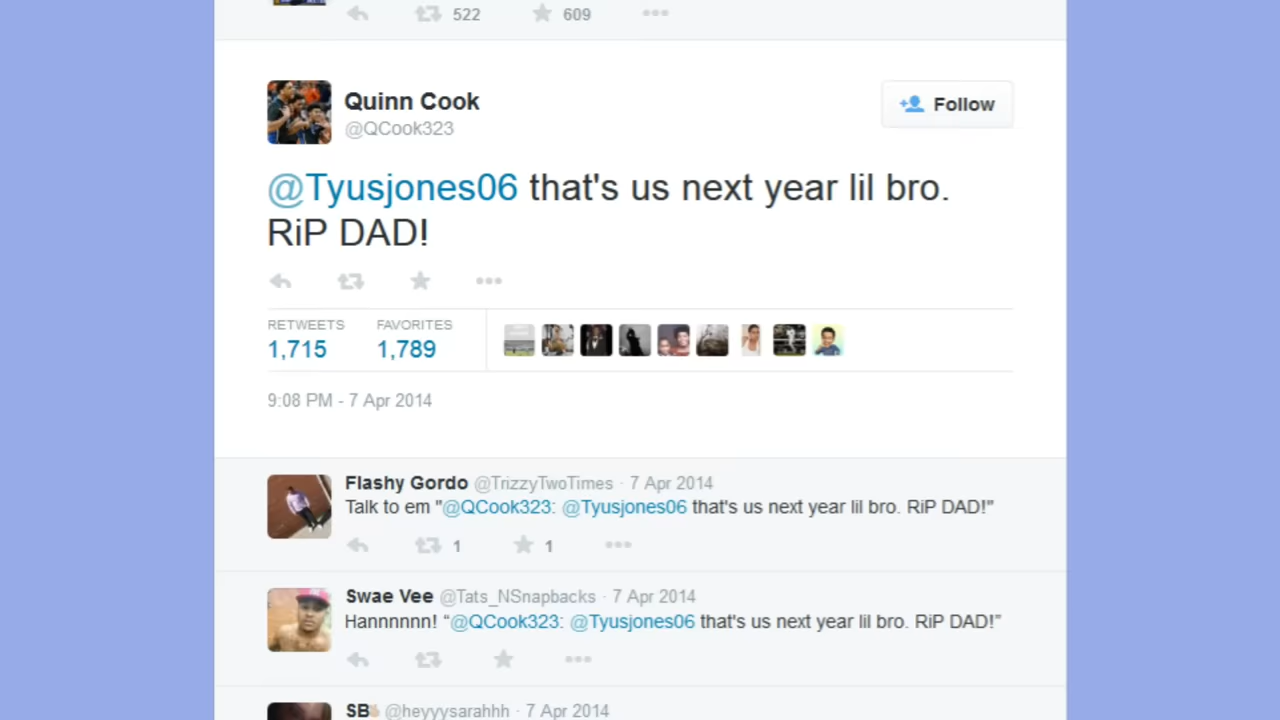 522 609
Quinn Cook
Follow
@QCook323
@Tyusjones06 that's us next year lil bro.
RiP DAD!
RETWEETS FAVORITES
1,715 1,789
9:08 PM - 7 Apr 2014
Flashy Gordo @TrizzyTwoTimes · 7 Apr 2014
Talk to em "@QCook323: @Tyusjones06 that's us next year lil bro. RiP DAD!"
1 1
Swae Vee @Tats_NSnapbacks · 7 Apr 2014
Hannnnnn! “@QCook323: @Tyusjones06 that's us next year lil bro. RiP DAD!”
SB @heyyysarahhh · 7 Apr 2014